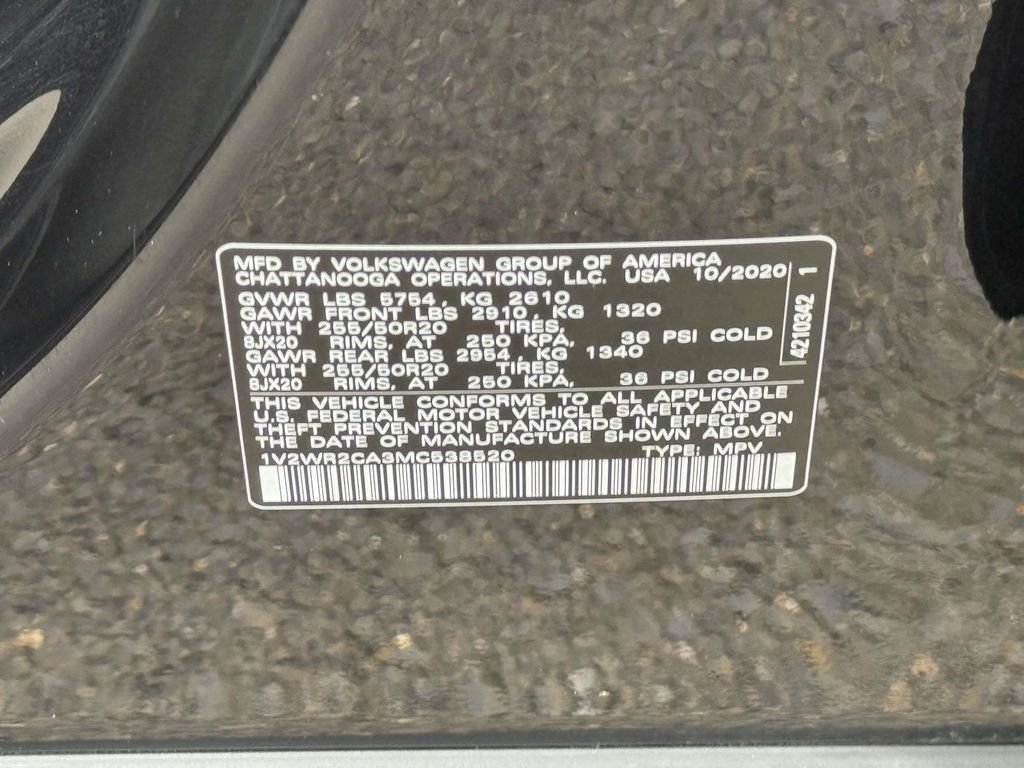 MFD BY VOLKSWAGEN GROUP OF AMERICA
CHATTANOOGA OPERATIONS, LLC. USA 10/2020
GVWR LBS 5754, KG 2610
GAWR FRONT LBS 2910, KG 1320
WITH 255/50R20 TIRES,
8JX20 RIMS, AT 250 KPA, 36 PSI COLD
GAWR REAR LBS 2954, KG 1340
WITH 255/50R20 TIRES,
8JX20 RIMS, AT 250 KPA, 36 PSI COLD
THIS VEHICLE CONFORMS TO ALL APPLICABLE
U.S. FEDERAL MOTOR VEHICLE SAFETY AND
THEFT PREVENTION STANDARDS IN EFFECT ON
THE DATE OF MANUFACTURE SHOWN ABOVE.
1V2WR2CA3MC538520 TYPE: MPV
4210342 1